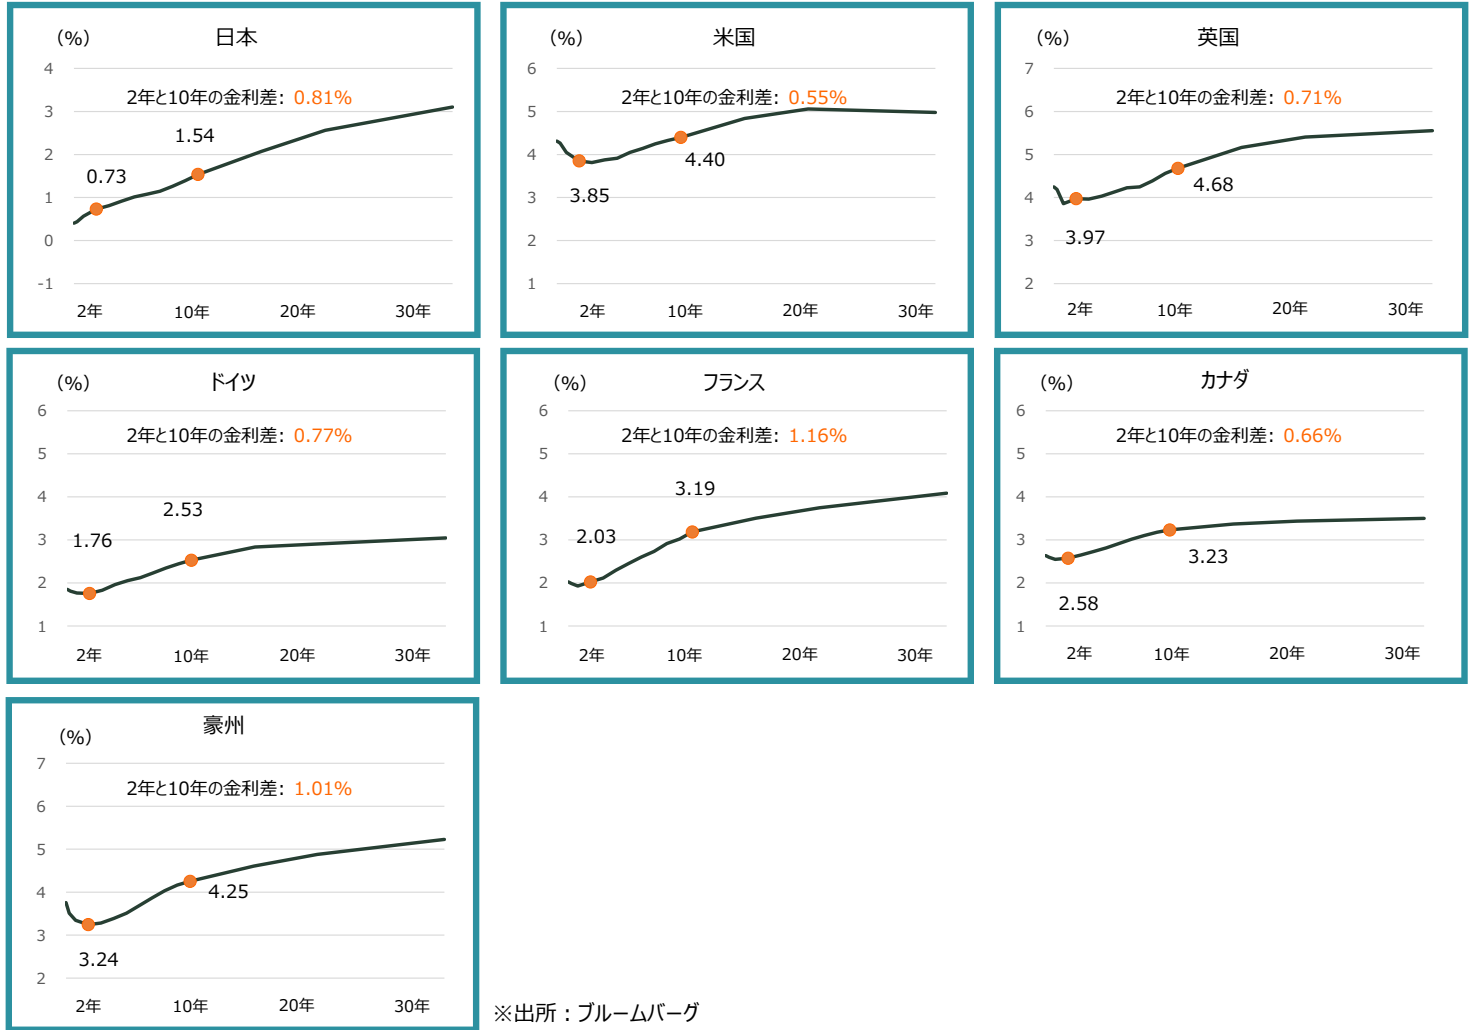 日本
(%)
4
3
2
1
0
-1
2年と10年の金利差: 0.81%
0.73
1.54
2年 10年 20年 30年
米国
(%)
6
5
4
3
2
1
2年と10年の金利差: 0.55%
3.85
4.40
2年 10年 20年 30年
英国
(%)
7
6
5
4
3
2
2年と10年の金利差: 0.71%
3.97
4.68
2年 10年 20年 30年
ドイツ
(%)
6
5
4
3
2
1
2年と10年の金利差: 0.77%
1.76
2.53
2年 10年 20年 30年
フランス
(%)
6
5
4
3
2
1
2年と10年の金利差: 1.16%
2.03
3.19
2年 10年 20年 30年
カナダ
(%)
6
5
4
3
2
1
2年と10年の金利差: 0.66%
2.58
3.23
2年 10年 20年 30年
豪州
(%)
7
6
5
4
3
2
2年と10年の金利差: 1.01%
3.24
4.25
2年 10年 20年 30年
※出所：ブルームバーグ